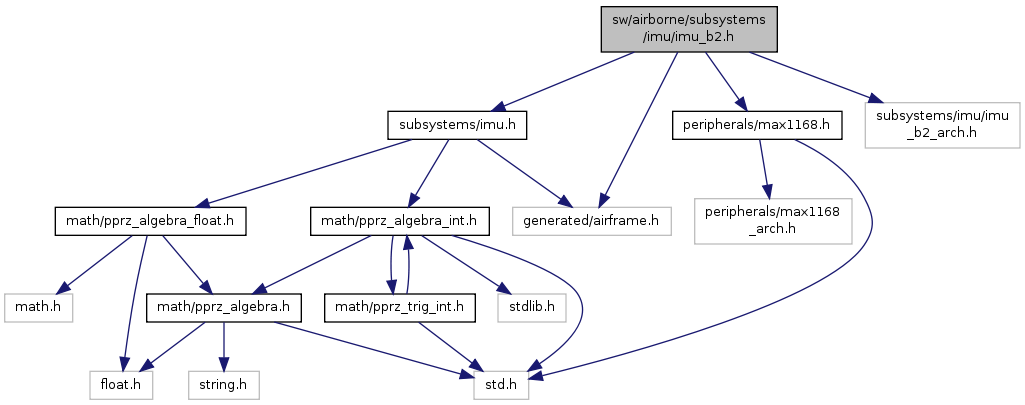 sw/airborne/subsystems
/imu/imu_b2.h
subsystems/imu.h
peripherals/max1168.h
subsystems/imu/imu
_b2_arch.h
math/pprz_algebra_float.h
math/pprz_algebra_int.h
generated/airframe.h
peripherals/max1168
_arch.h
math.h
math/pprz_algebra.h
math/pprz_trig_int.h
stdlib.h
float.h
string.h
std.h